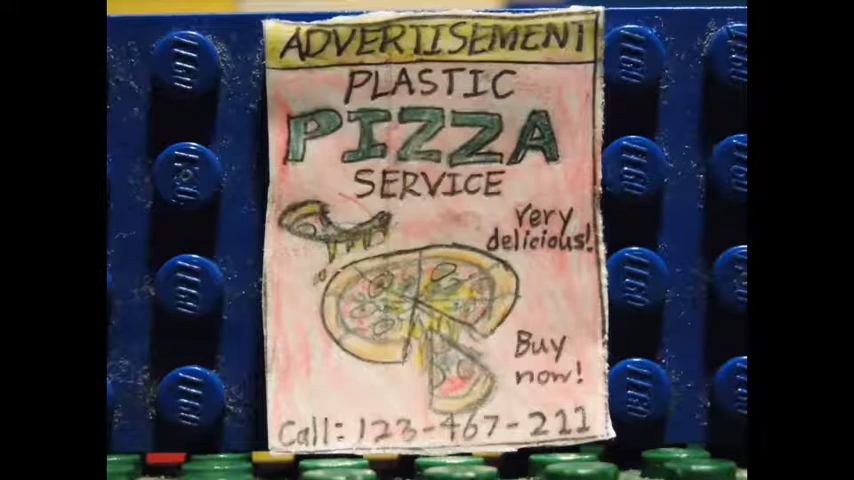 ADVERTISEMENT
PLASTIC
PIZZA
SERVICE
Very
delicious!
Buy
now!
Call: 123-467-211